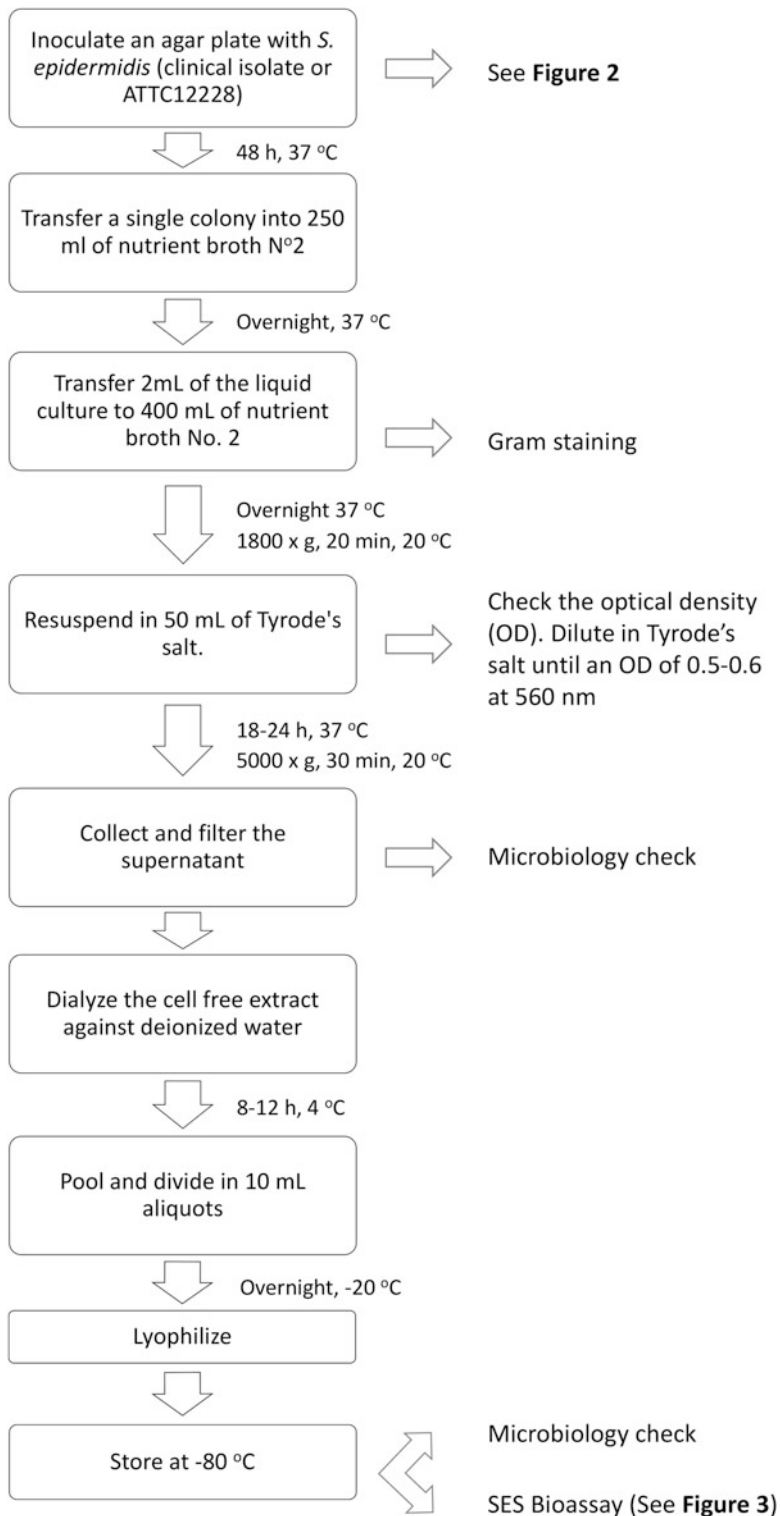 Inoculate an agar plate with S.
epidermidis (clinical isolate or
ATTC12228)
See Figure 2
48 h, 37 °C
Transfer a single colony into 250
ml of nutrient broth Nº2
Overnight, 37 °C
Transfer 2mL of the liquid
culture to 400 mL of nutrient
broth No. 2
Gram staining
Overnight 37 °C
1800 x g, 20 min, 20 °C
Resuspend in 50 mL of Tyrode's
salt.
Check the optical density
(OD). Dilute in Tyrode’s
salt until an OD of 0.5-0.6
at 560 nm
18-24 h, 37 °C
5000 x g, 30 min, 20 °C
Collect and filter the
supernatant
Microbiology check
Dialyze the cell free extract
against deionized water
8-12 h, 4 °C
Pool and divide in 10 mL
aliquots
Overnight, -20 °C
Lyophilize
Store at -80 °C
Microbiology check
SES Bioassay (See Figure 3)